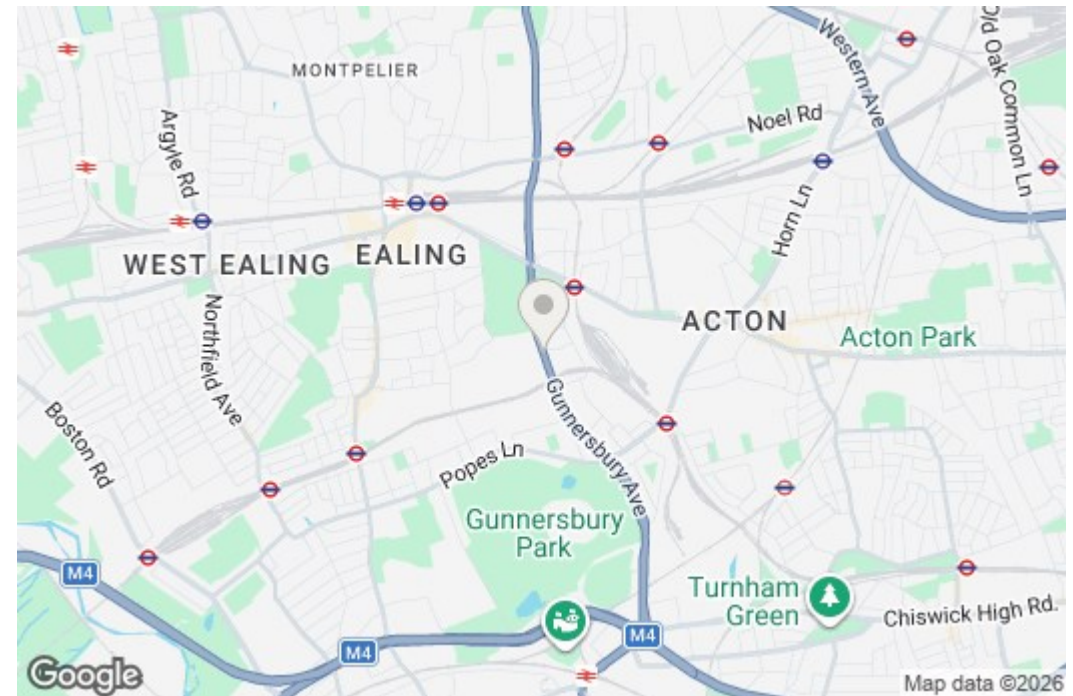 MONTPELIER
Western Ave
Old Oak Common Ln
Argyle Rd
Noel Rd
Horn Ln
WEST EALING
EALING
ACTON
Acton Park
Northfield Ave
Boston Rd
Gunnersbury Ave
Popes Ln
Gunnersbury
Park
M4
Turnham
Green
Chiswick High Rd.
M4
M4
Google
Map data ©2026